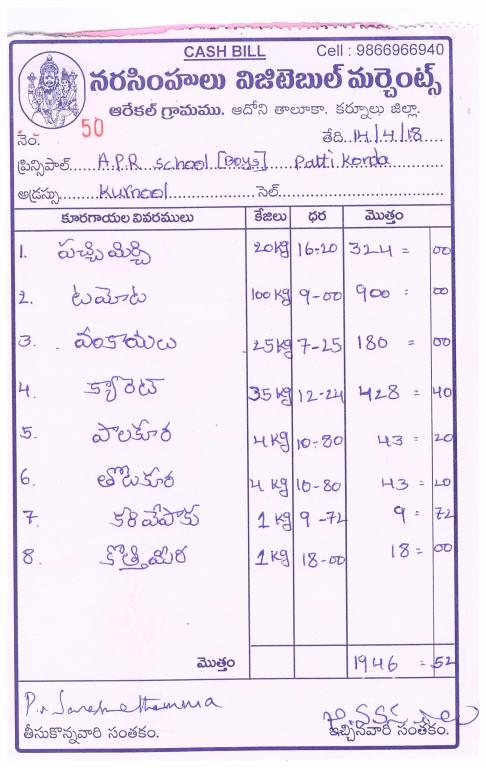 CASH BILL Cell : 9866966940
నరసింహులు విజిటెబుల్ మర్చెంట్స్
ఆరేకల్ గ్రామము. ఆదోని తాలూకా. కర్నూలు జిల్లా.
నెం. 50 తేది. 14/4/18
ప్రిన్సిపాల్. A.P.R school [Boys] Patti Konda
అడ్రస్సు Kurnool సెల్.
కూరగాయల వివరములు కేజిలు ధర మొత్తం
1. పచ్చిమిర్చి 20kg 16-20 324 = 00
2. టమోట 100 kg 9-00 900 = 00
3. వంకాయలు 25 kg 7-25 180 = 00
4. క్యారెట్ 35 kg 12-24 428 = 40
5. పాలకూర 4 kg 10-80 43 = 20
6. తోటకూర 4 kg 10-80 43 = 20
7. కరివేపాకు 1 kg 9-72 9 = 72
8. కొత్తిమీర 1 kg 18-00 18 = 00
మొత్తం 1946 = 52
తీసుకొన్నవారి సంతకం. ఇచ్చినవారి సంతకం.